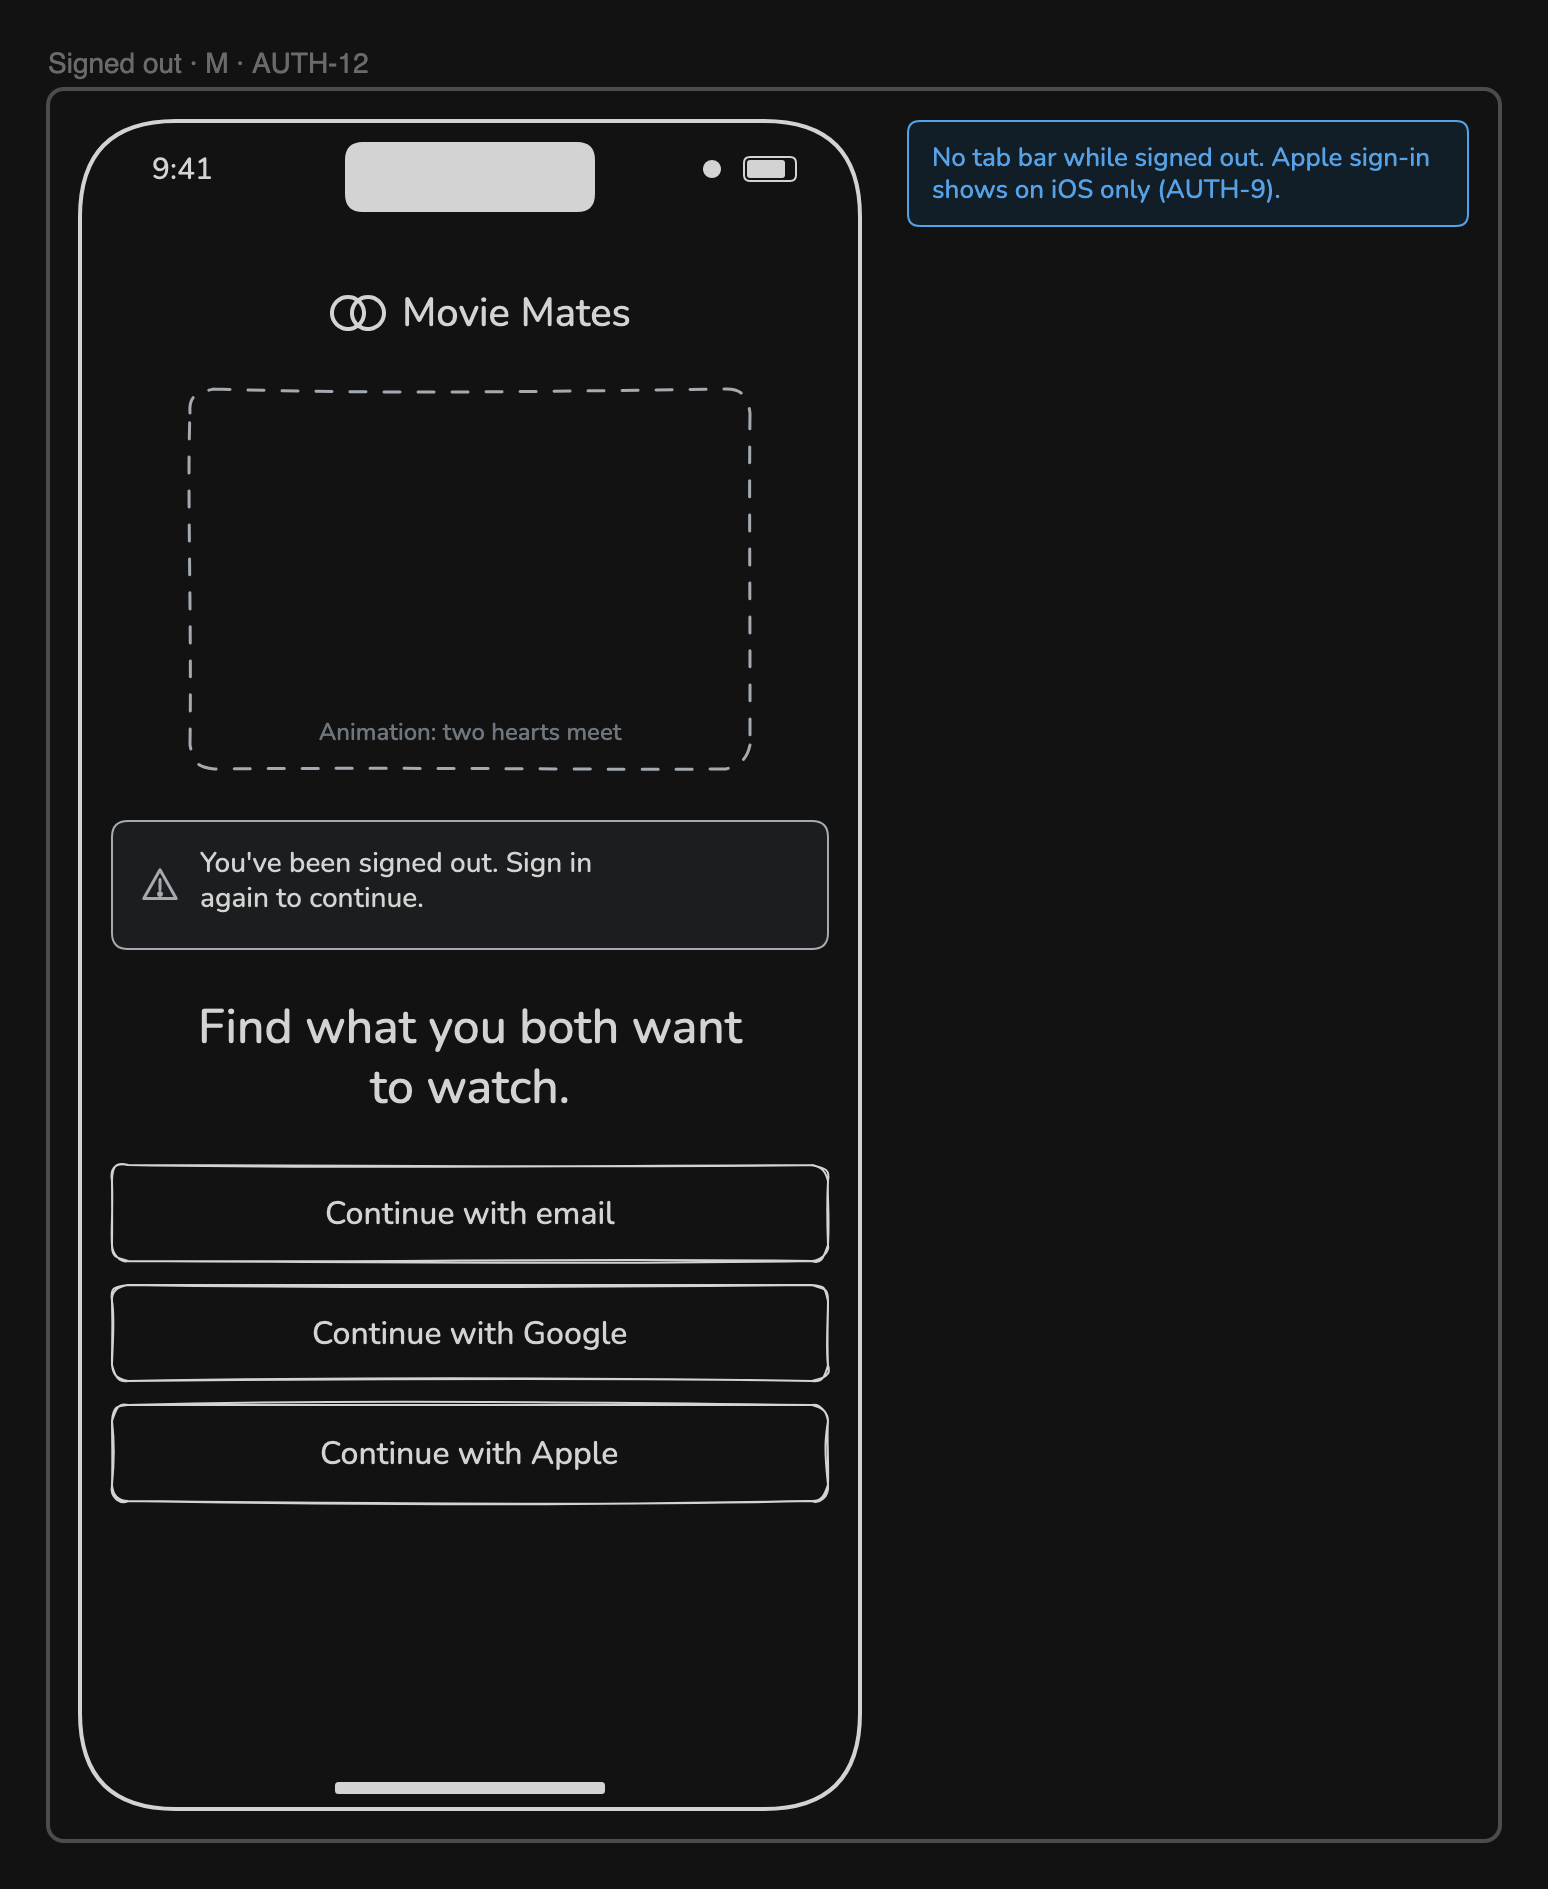 Signed out · M · AUTH-12
9:41
No tab bar while signed out. Apple sign-in
shows on iOS only (AUTH-9).
Movie Mates
Animation: two hearts meet
You've been signed out. Sign in
again to continue.
Find what you both want
to watch.
Continue with email
Continue with Google
Continue with Apple